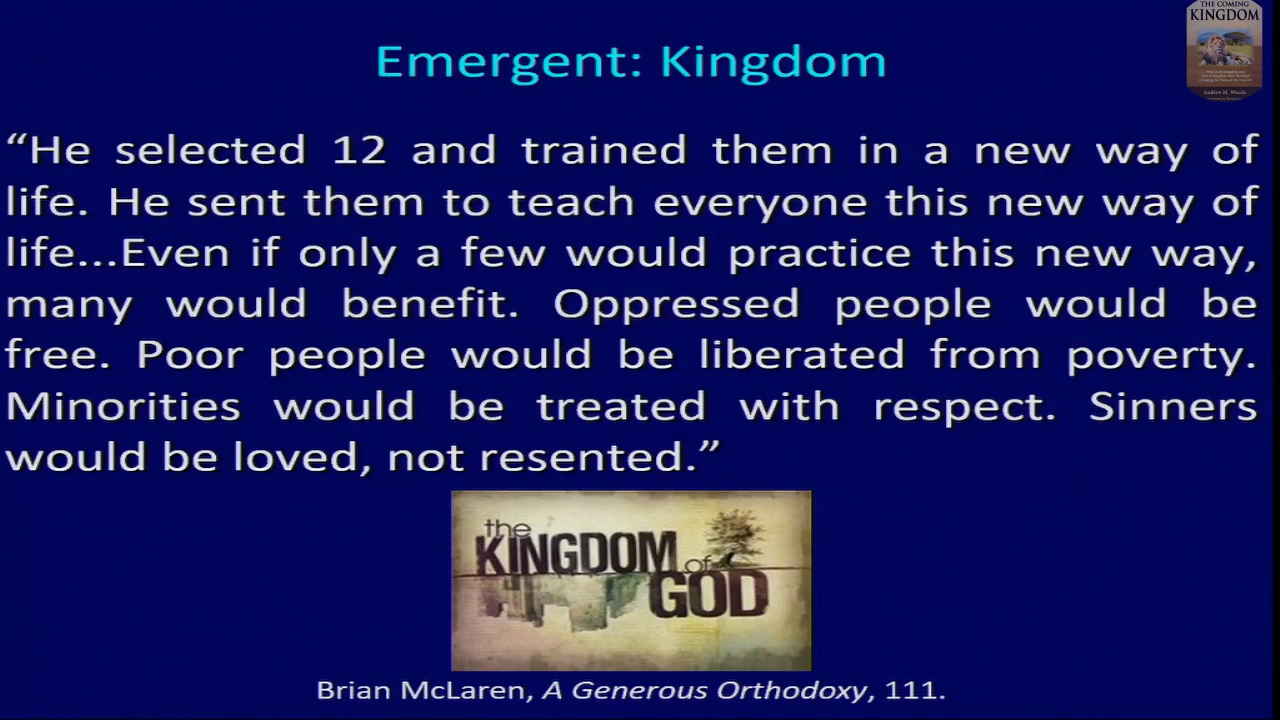 THE COMING
KINGDOM
Andrew M. Woods
Emergent: Kingdom
“He selected 12 and trained them in a new way of
life. He sent them to teach everyone this new way of
life...Even if only a few would practice this new way,
many would benefit. Oppressed people would be
free. Poor people would be liberated from poverty.
Minorities would be treated with respect. Sinners
would be loved, not resented.”
the
KINGDOM of
GOD
Brian McLaren, A Generous Orthodoxy, 111.